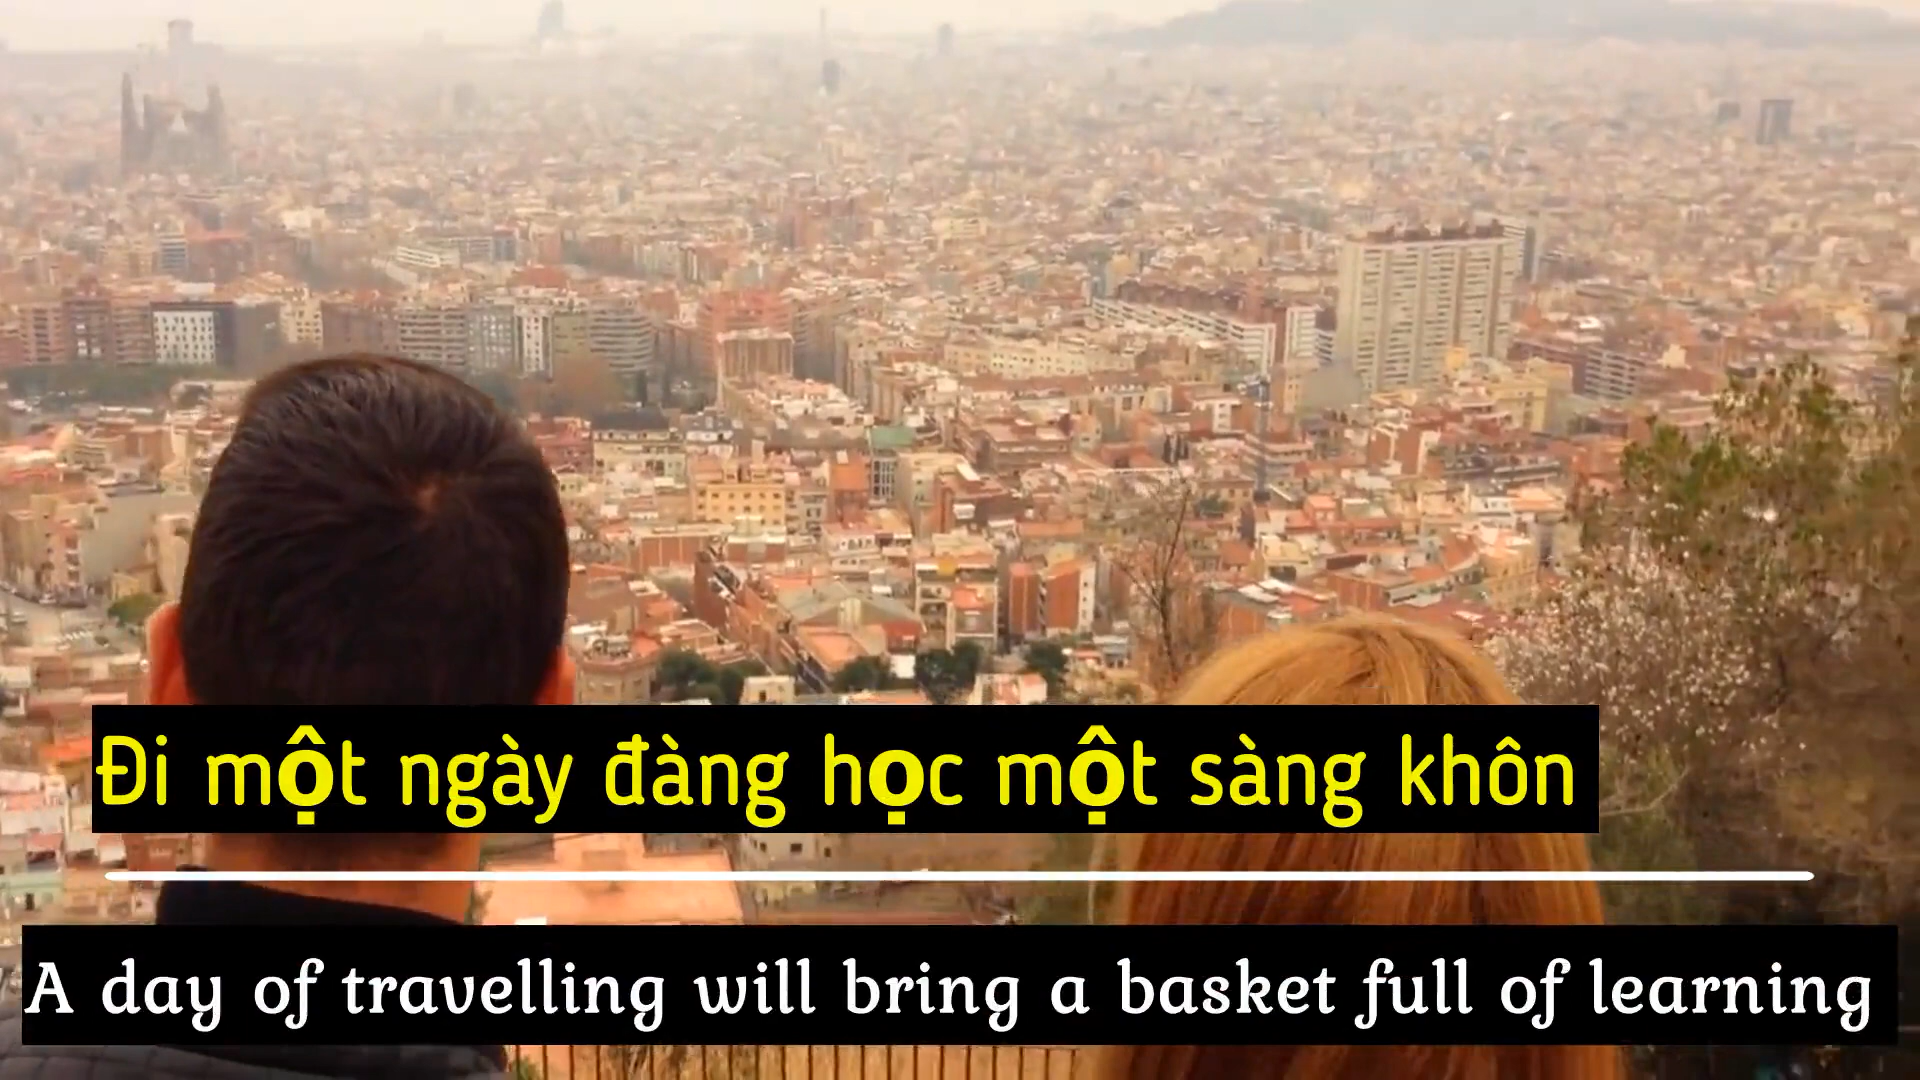 Đi một ngày đàng học một sàng khôn
A day of travelling will bring a basket full of learning